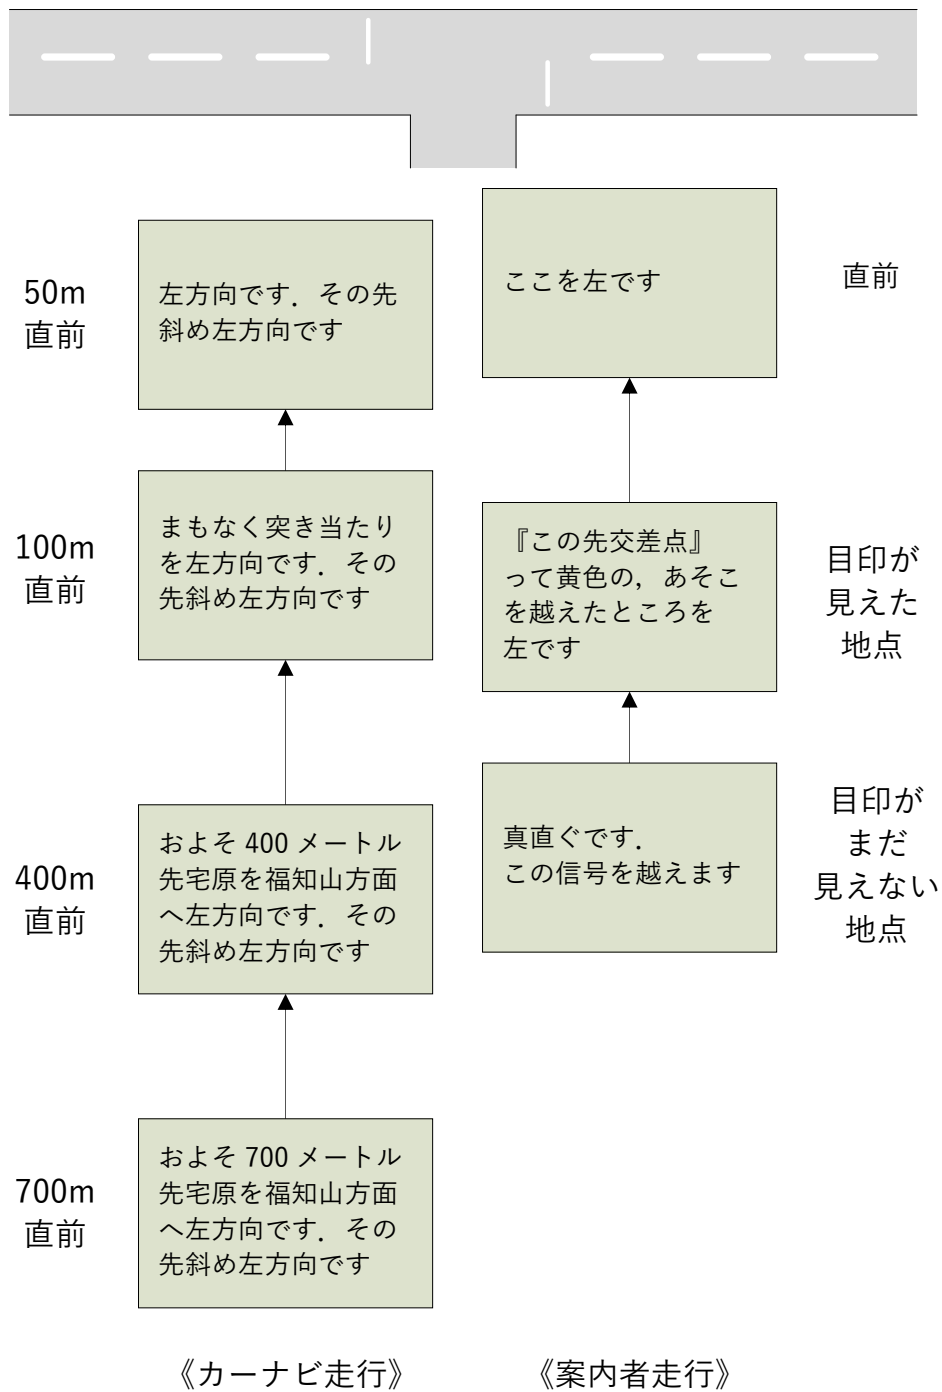 50m
直前
左方向です．その先
斜め左方向です
ここを左です
直前
100m
直前
まもなく突き当たり
を左方向です．その
先斜め左方向です
『この先交差点』
って黄色の，あそこ
を越えたところを
左です
目印が
見えた
地点
400m
直前
およそ 400 メートル
先宅原を福知山方面
へ左方向です．その
先斜め左方向です
真直ぐです．
この信号を越えます
目印が
まだ
見えない
地点
700m
直前
およそ 700 メートル
先宅原を福知山方面
へ左方向です．その
先斜め左方向です
《カーナビ走行》
《案内者走行》